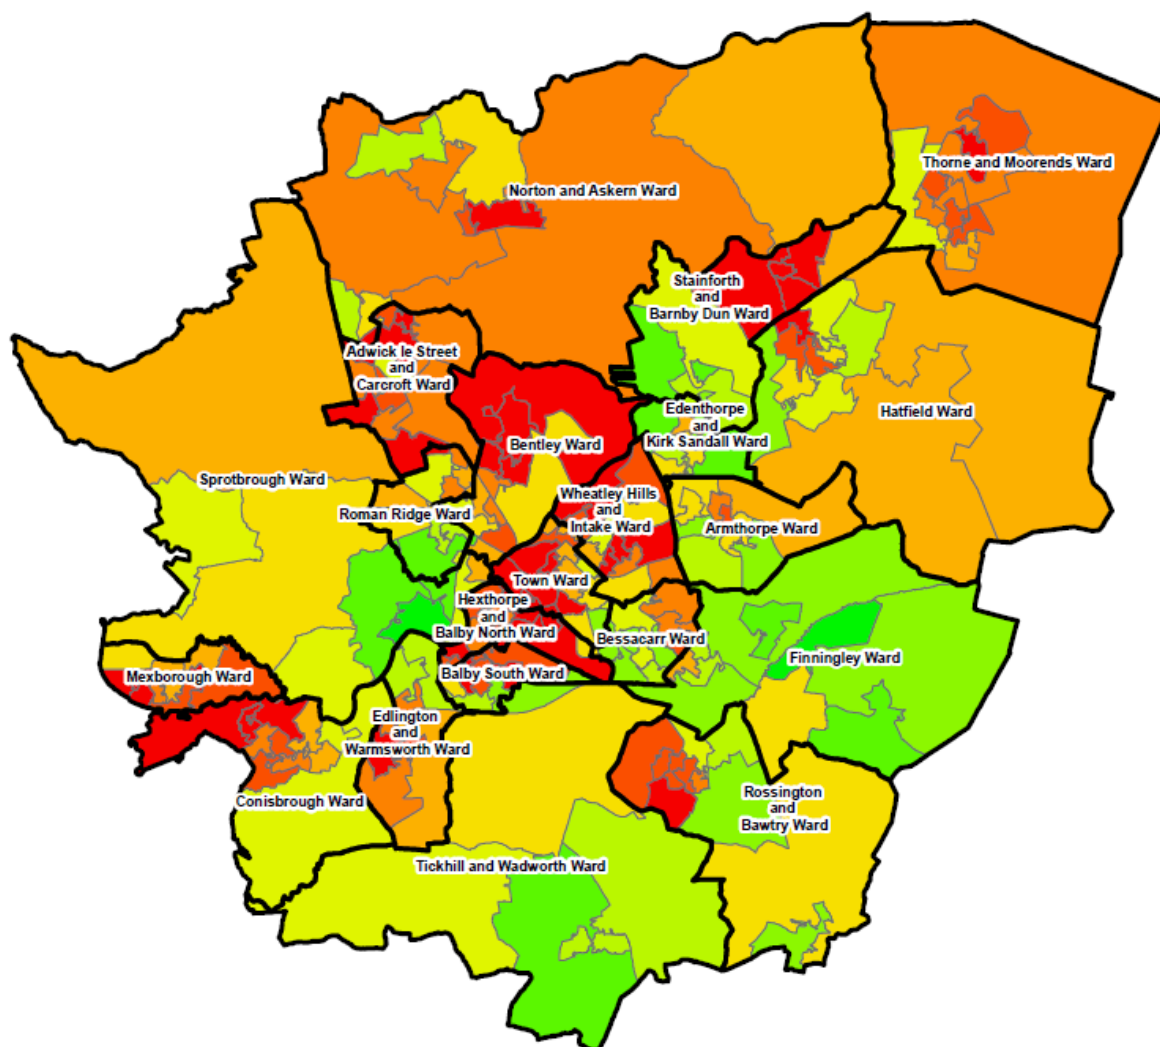 Thorne and Moorends Ward
Norton and Askern Ward
Stainforth
and
Barnby Dun Ward
Adwick le Street
and
Carcroft Ward
Hatfield Ward
Edenthorpe
and
Kirk Sandall Ward
Bentley Ward
Sprotbrough Ward
Wheatley Hills
and
Intake Ward
Roman Ridge Ward
Armthorpe Ward
Town Ward
Hexthorpe
and
Balby North Ward
Bessacarr Ward
Finningley Ward
Mexborough Ward
Balby South Ward
Edlington
and
Warmsworth Ward
Conisbrough Ward
Rossington
and
Bawtry Ward
Tickhill and Wadworth Ward